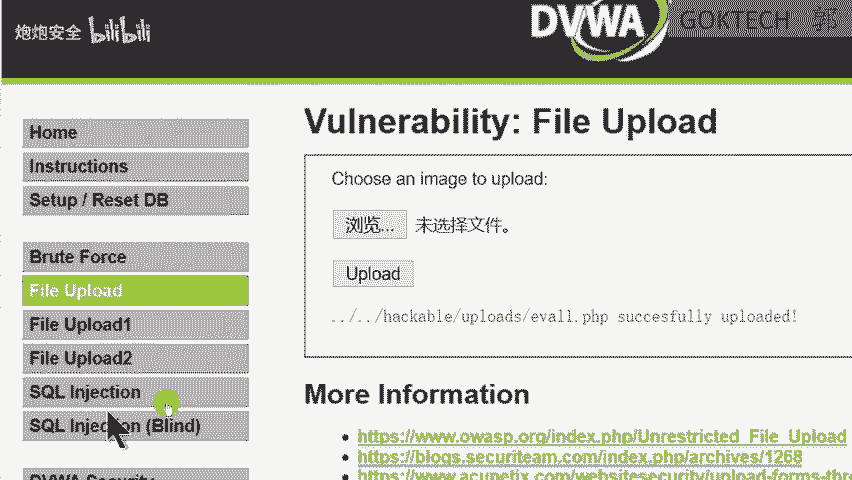 炮炮安全 bilibili
DVWA
GOKTECH 郭
Vulnerability: File Upload
Home
Instructions
Setup / Reset DB
Brute Force
File Upload
File Upload1
File Upload2
SQL Injection
SQL Injection (Blind)
DVWA Security
Choose an image to upload:
浏览... 未选择文件。
Upload
../../hackable/uploads/evall.php succesfully uploaded!
More Information
https://www.owasp.org/index.php/Unrestricted_File_Upload
https://blogs.securiteam.com/index.php/archives/1268
https://www.acunetix.com/websitesecurity/upload-forms-thre